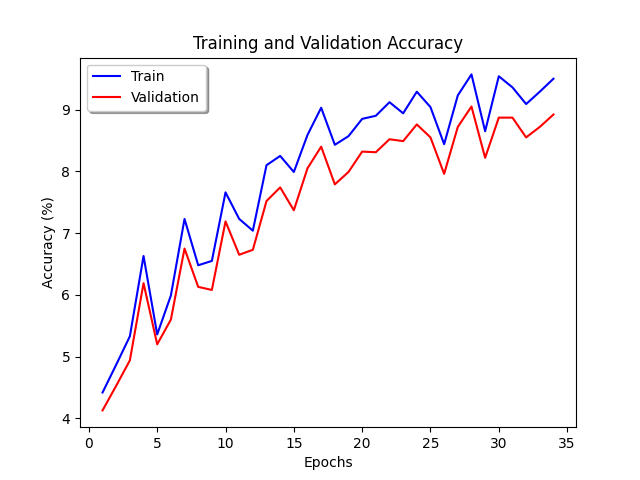 Training and Validation Accuracy
Train
Validation
9
8
7
6
5
4
Accuracy (%)
0 5 10 15 20 25 30 35
Epochs